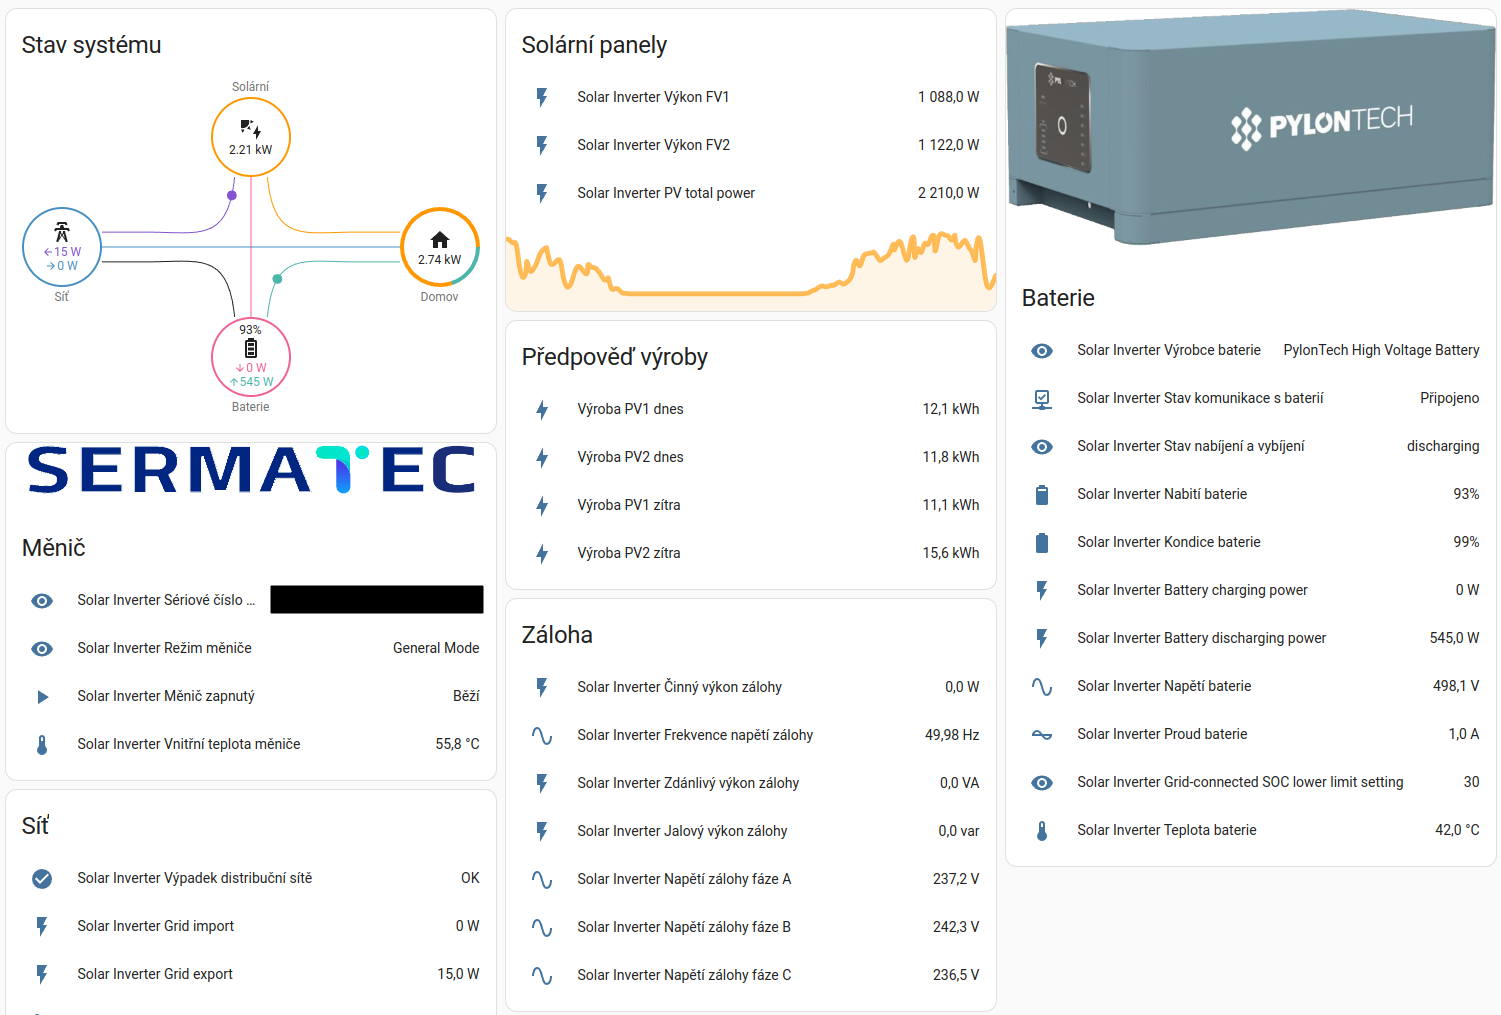 Stav systému
Solární
2.21 kW
←15 W
→0 W
Síť
2.74 kW
Domov
93%
↓0 W
↑545 W
Baterie
SERMATEC
Měnič
Solar Inverter Sériové číslo ...
Solar Inverter Režim měniče General Mode
Solar Inverter Měnič zapnutý Běží
Solar Inverter Vnitřní teplota měniče 55,8 °C
Síť
Solar Inverter Výpadek distribuční sítě OK
Solar Inverter Grid import 0 W
Solar Inverter Grid export 15,0 W
Solární panely
Solar Inverter Výkon FV1 1 088,0 W
Solar Inverter Výkon FV2 1 122,0 W
Solar Inverter PV total power 2 210,0 W
Předpověď výroby
Výroba PV1 dnes 12,1 kWh
Výroba PV2 dnes 11,8 kWh
Výroba PV1 zítra 11,1 kWh
Výroba PV2 zítra 15,6 kWh
Záloha
Solar Inverter Činný výkon zálohy 0,0 W
Solar Inverter Frekvence napětí zálohy 49,98 Hz
Solar Inverter Zdánlivý výkon zálohy 0,0 VA
Solar Inverter Jalový výkon zálohy 0,0 var
Solar Inverter Napětí zálohy fáze A 237,2 V
Solar Inverter Napětí zálohy fáze B 242,3 V
Solar Inverter Napětí zálohy fáze C 236,5 V
PYLONTECH
Baterie
Solar Inverter Výrobce baterie PylonTech High Voltage Battery
Solar Inverter Stav komunikace s baterií Připojeno
Solar Inverter Stav nabíjení a vybíjení discharging
Solar Inverter Nabití baterie 93%
Solar Inverter Kondice baterie 99%
Solar Inverter Battery charging power 0 W
Solar Inverter Battery discharging power 545,0 W
Solar Inverter Napětí baterie 498,1 V
Solar Inverter Proud baterie 1,0 A
Solar Inverter Grid-connected SOC lower limit setting 30
Solar Inverter Teplota baterie 42,0 °C